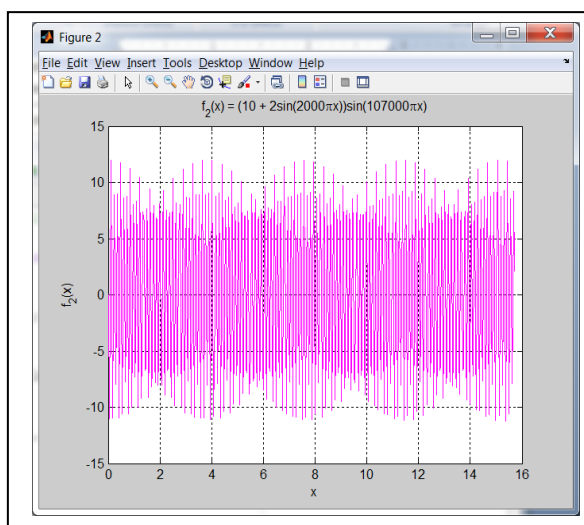 Figure 2
File Edit View Insert Tools Desktop Window Help
f2(x) = (10 + 2sin(2000πx))sin(107000πx)
15
10
5
0
-5
-10
-15
f2(x)
0 2 4 6 8 10 12 14 16
x